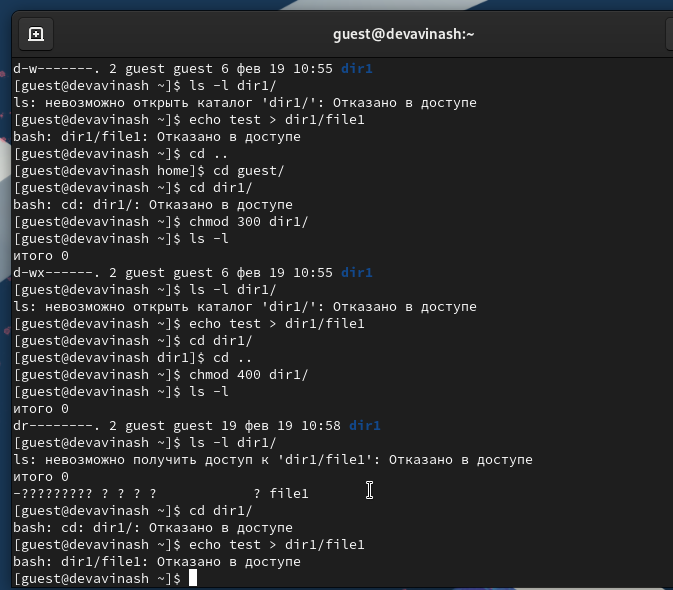 guest@devavinash:~
d-w-------. 2 guest guest 6 фев 19 10:55 dir1
[guest@devavinash ~]$ ls -l dir1/
ls: невозможно открыть каталог 'dir1/': Отказано в доступе
[guest@devavinash ~]$ echo test > dir1/file1
bash: dir1/file1: Отказано в доступе
[guest@devavinash ~]$ cd ..
[guest@devavinash home]$ cd guest/
[guest@devavinash ~]$ cd dir1/
bash: cd: dir1/: Отказано в доступе
[guest@devavinash ~]$ chmod 300 dir1/
[guest@devavinash ~]$ ls -l
итого 0
d-wx------. 2 guest guest 6 фев 19 10:55 dir1
[guest@devavinash ~]$ ls -l dir1/
ls: невозможно открыть каталог 'dir1/': Отказано в доступе
[guest@devavinash ~]$ echo test > dir1/file1
[guest@devavinash ~]$ cd dir1/
[guest@devavinash dir1]$ cd ..
[guest@devavinash ~]$ chmod 400 dir1/
[guest@devavinash ~]$ ls -l
итого 0
dr--------. 2 guest guest 19 фев 19 10:58 dir1
[guest@devavinash ~]$ ls -l dir1/
ls: невозможно получить доступ к 'dir1/file1': Отказано в доступе
итого 0
-????????? ? ? ? ?            ? file1
[guest@devavinash ~]$ cd dir1/
bash: cd: dir1/: Отказано в доступе
[guest@devavinash ~]$ echo test > dir1/file1
bash: dir1/file1: Отказано в доступе
[guest@devavinash ~]$